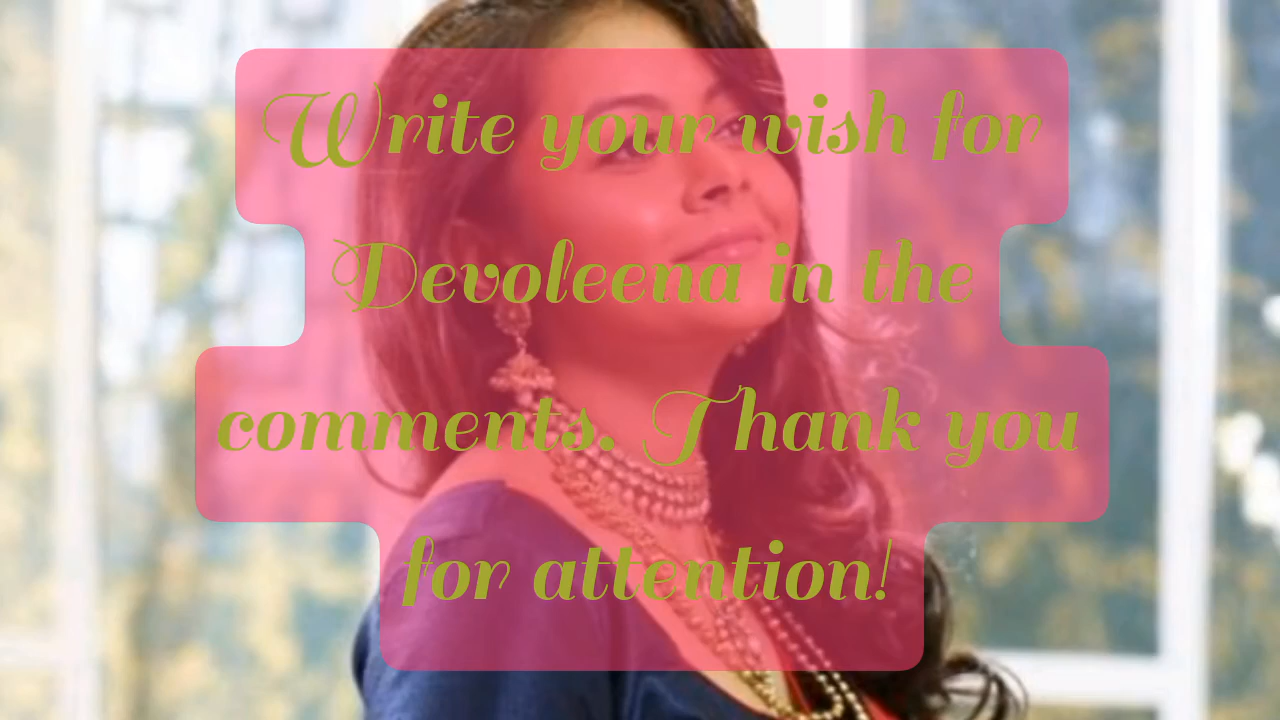 Write your wish for
Devoleena in the
comments. Thank you
for attention!